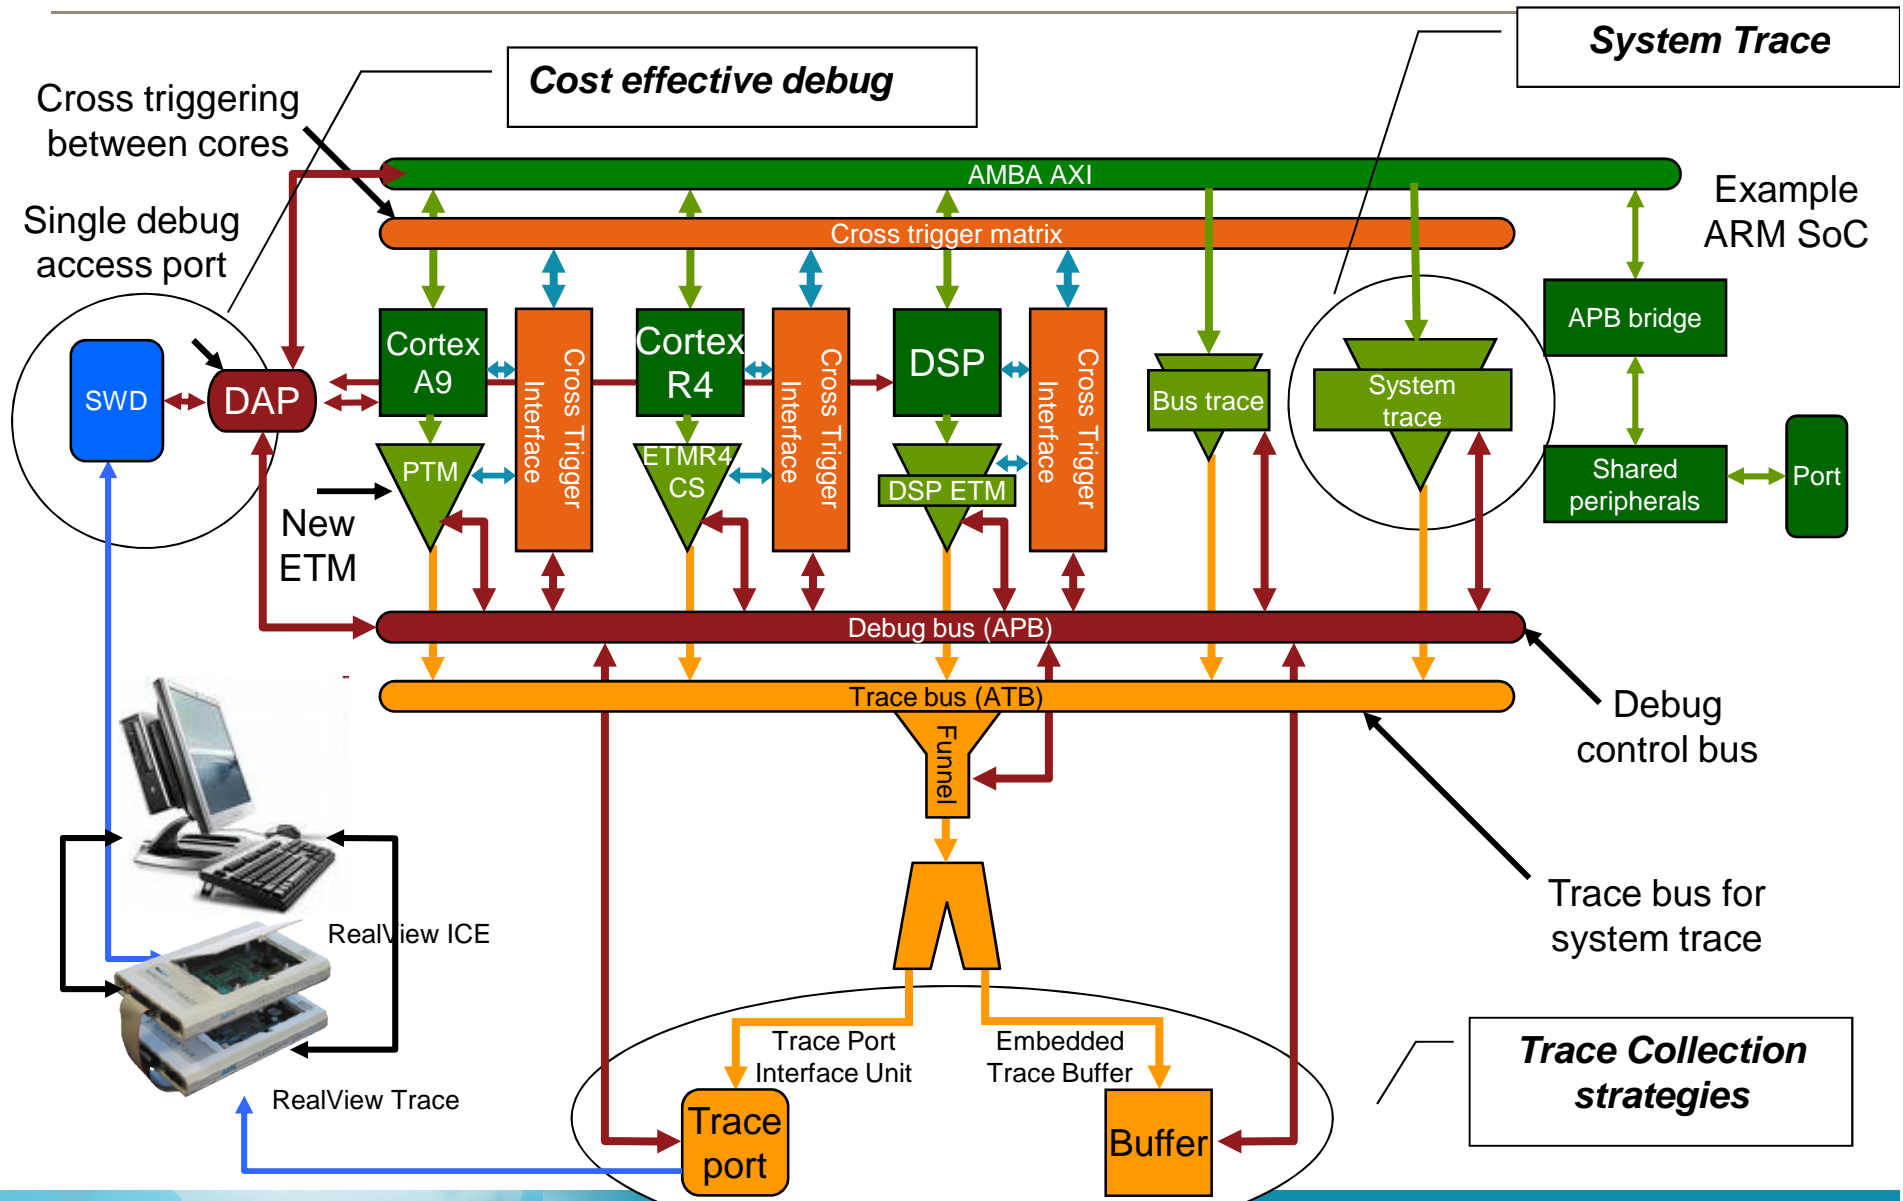 System Trace
Cost effective debug
Cross triggering
between cores
AMBA AXI
Example
ARM SoC
Single debug
access port
Cross trigger matrix
APB bridge
Cortex
A9
Cross Trigger
Interface
Cortex
R4
Cross Trigger
Interface
DSP
Cross Trigger
Interface
Bus trace
System
trace
SWD
DAP
PTM
ETMR4
CS
DSP ETM
Shared
peripherals
Port
New
ETM
Debug bus (APB)
Trace bus (ATB)
Debug
control bus
Funnel
Trace bus for
system trace
RealView ICE
RealView Trace
Trace Port
Interface Unit
Embedded
Trace Buffer
Trace Collection
strategies
Trace
port
Buffer